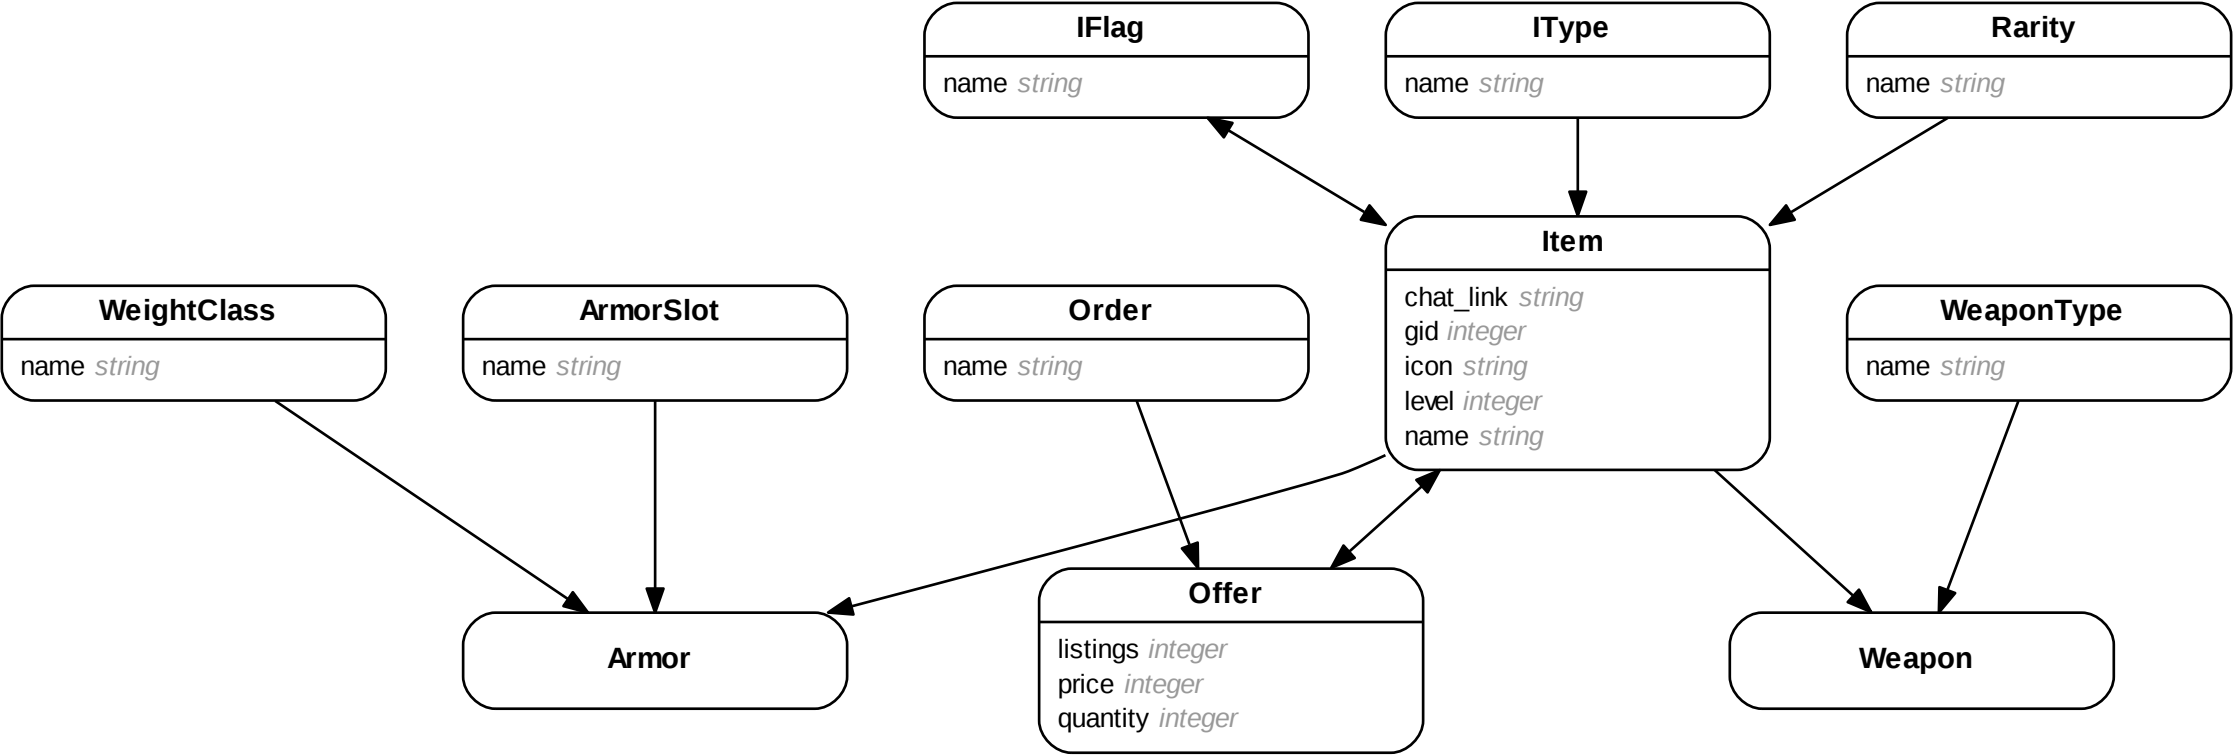 IFlag
name string
IType
name string
Rarity
name string
Item
chat_link string
gid integer
icon string
level integer
name string
WeightClass
name string
ArmorSlot
name string
Order
name string
WeaponType
name string
Armor
Offer
listings integer
price integer
quantity integer
Weapon